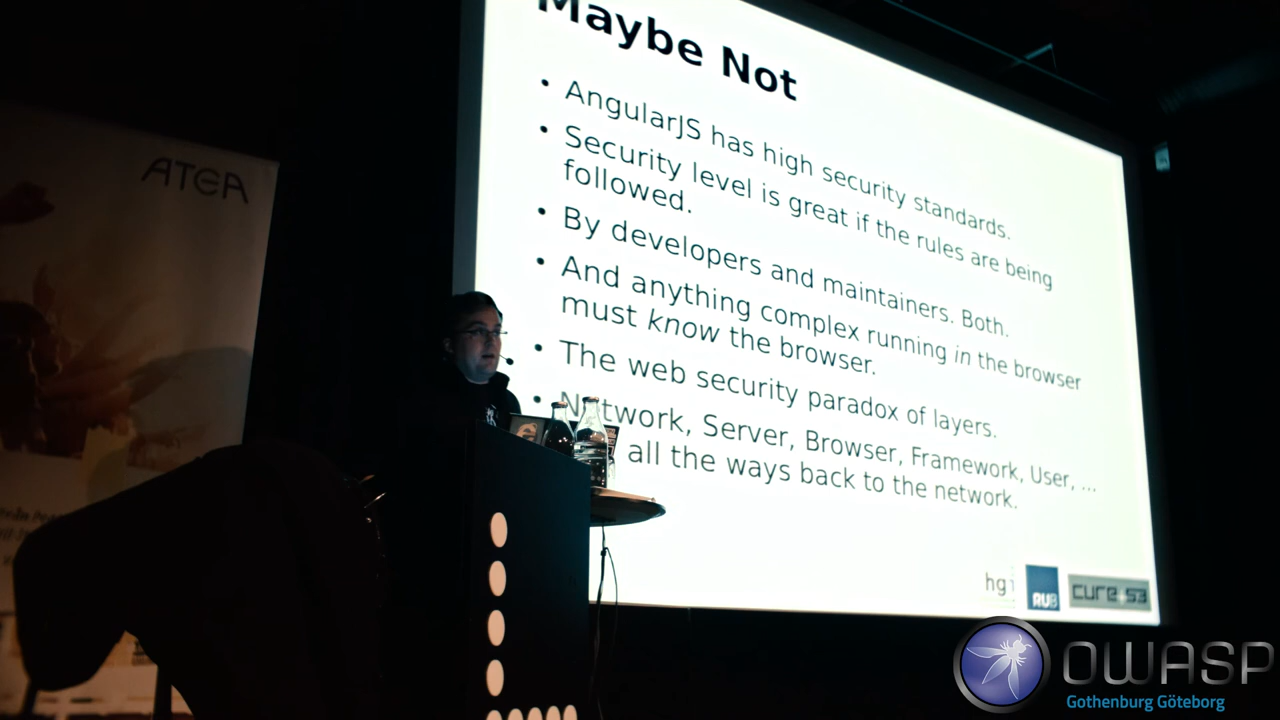 Maybe Not
• AngularJS has high security standards.
• Security level is great if the rules are being
followed.
• By developers and maintainers. Both.
• And anything complex running in the browser
must know the browser.
• The web security paradox of layers.
• Network, Server, Browser, Framework, User, ...
all the ways back to the network.
hgi
RUB
cure53
ATEA
OWASP
Gothenburg Göteborg